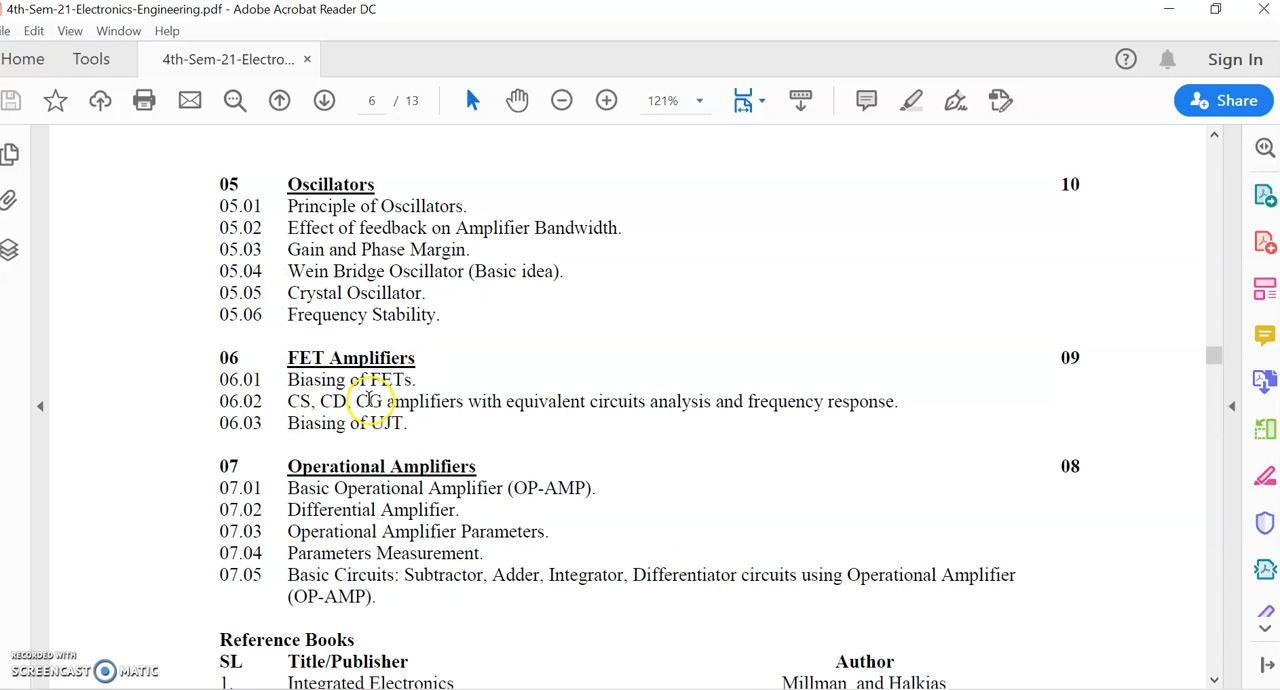 4th-Sem-21-Electronics-Engineering.pdf - Adobe Acrobat Reader DC
ile Edit View Window Help
Home Tools 4th-Sem-21-Electro... × Sign In
6 / 13 121% Share
05 Oscillators 10
05.01 Principle of Oscillators.
05.02 Effect of feedback on Amplifier Bandwidth.
05.03 Gain and Phase Margin.
05.04 Wein Bridge Oscillator (Basic idea).
05.05 Crystal Oscillator.
05.06 Frequency Stability.
06 FET Amplifiers 09
06.01 Biasing of FETs.
06.02 CS, CD, CG amplifiers with equivalent circuits analysis and frequency response.
06.03 Biasing of UJT.
07 Operational Amplifiers 08
07.01 Basic Operational Amplifier (OP-AMP).
07.02 Differential Amplifier.
07.03 Operational Amplifier Parameters.
07.04 Parameters Measurement.
07.05 Basic Circuits: Subtractor, Adder, Integrator, Differentiator circuits using Operational Amplifier
(OP-AMP).
Reference Books
SL Title/Publisher Author
1. Integrated Electronics Millman and Halkias
RECORDED WITH
SCREENCAST MATIC